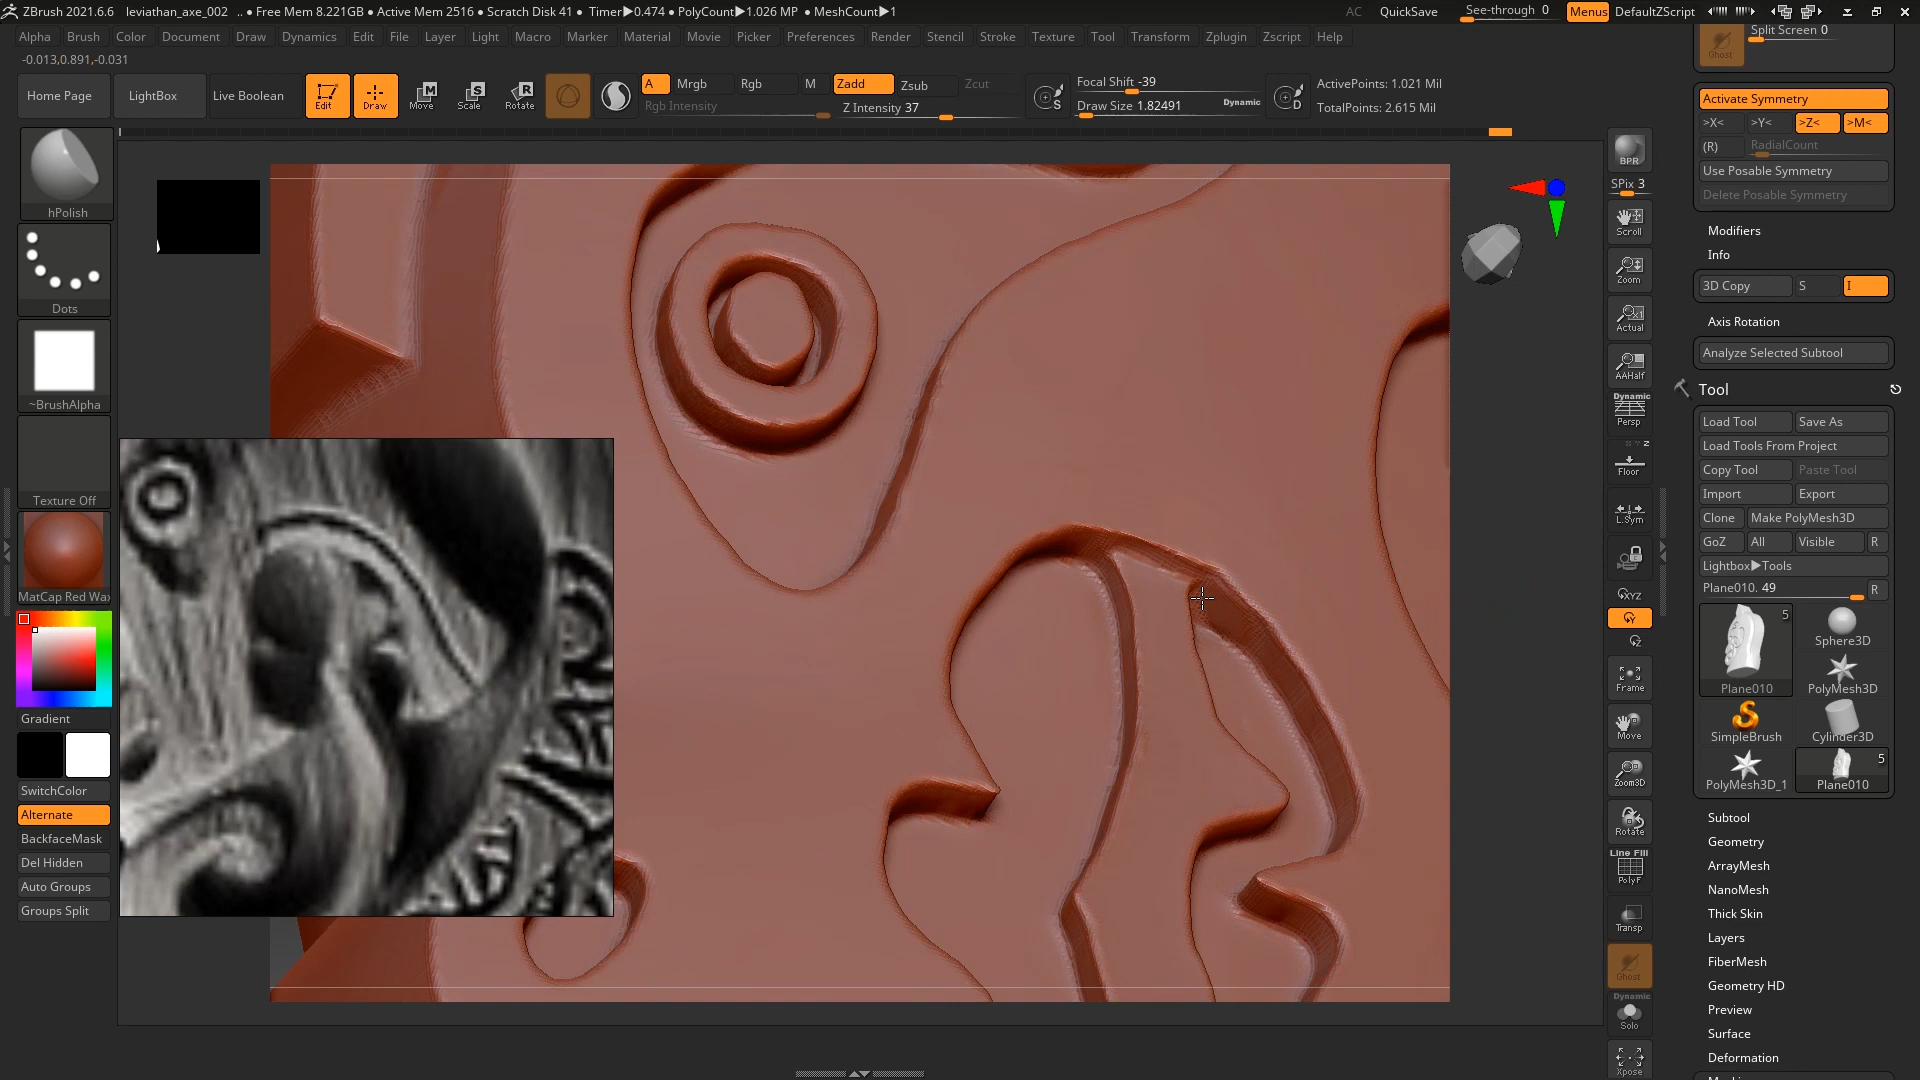 ZBrush 2021.6.6 leviathan_axe_002 .. ● Free Mem 8.221GB ● Active Mem 2516 ● Scratch Disk 41 ● Timer▶0.474 ● PolyCount▶1.026 MP ● MeshCount▶1 AC QuickSave See-through 0 Menus DefaultZScript
Alpha Brush Color Document Draw Dynamics Edit File Layer Light Macro Marker Material Movie Picker Preferences Render Stencil Stroke Texture Tool Transform Zplugin Zscript Help
-0.013,0.891,-0.031
Home Page LightBox Live Boolean Edit Draw Move Scale Rotate
A Mrgb Rgb M Zadd Zsub Zcut
Rgb Intensity Z Intensity 37
Focal Shift -39
Draw Size 1.82491 Dynamic
ActivePoints: 1.021 Mil
TotalPoints: 2.615 Mil
hPolish
Dots
~BrushAlpha
Texture Off
MatCap Red Wax
Gradient
SwitchColor
Alternate
BackfaceMask
Del Hidden
Auto Groups
Groups Split
BPR
SPix 3
Scroll
Zoom
Actual
AAHalf
Dynamic
Persp
Floor
L.Sym
XYZ
Y
Z
Frame
Move
Zoom3D
Rotate
Line Fill
PolyF
Transp
Ghost
Dynamic
Solo
Xpose
Ghost Split Screen 0
Activate Symmetry
>X< >Y< >Z< >M<
(R) RadialCount
Use Posable Symmetry
Delete Posable Symmetry
Modifiers
Info
3D Copy S I
Axis Rotation
Analyze Selected Subtool
Tool
Load Tool Save As
Load Tools From Project
Copy Tool Paste Tool
Import Export
Clone Make PolyMesh3D
GoZ All Visible R
Lightbox▶Tools
Plane010. 49 R
5
Plane010 Sphere3D
PolyMesh3D
SimpleBrush Cylinder3D
5
PolyMesh3D_1 Plane010
Subtool
Geometry
ArrayMesh
NanoMesh
Thick Skin
Layers
FiberMesh
Geometry HD
Preview
Surface
Deformation